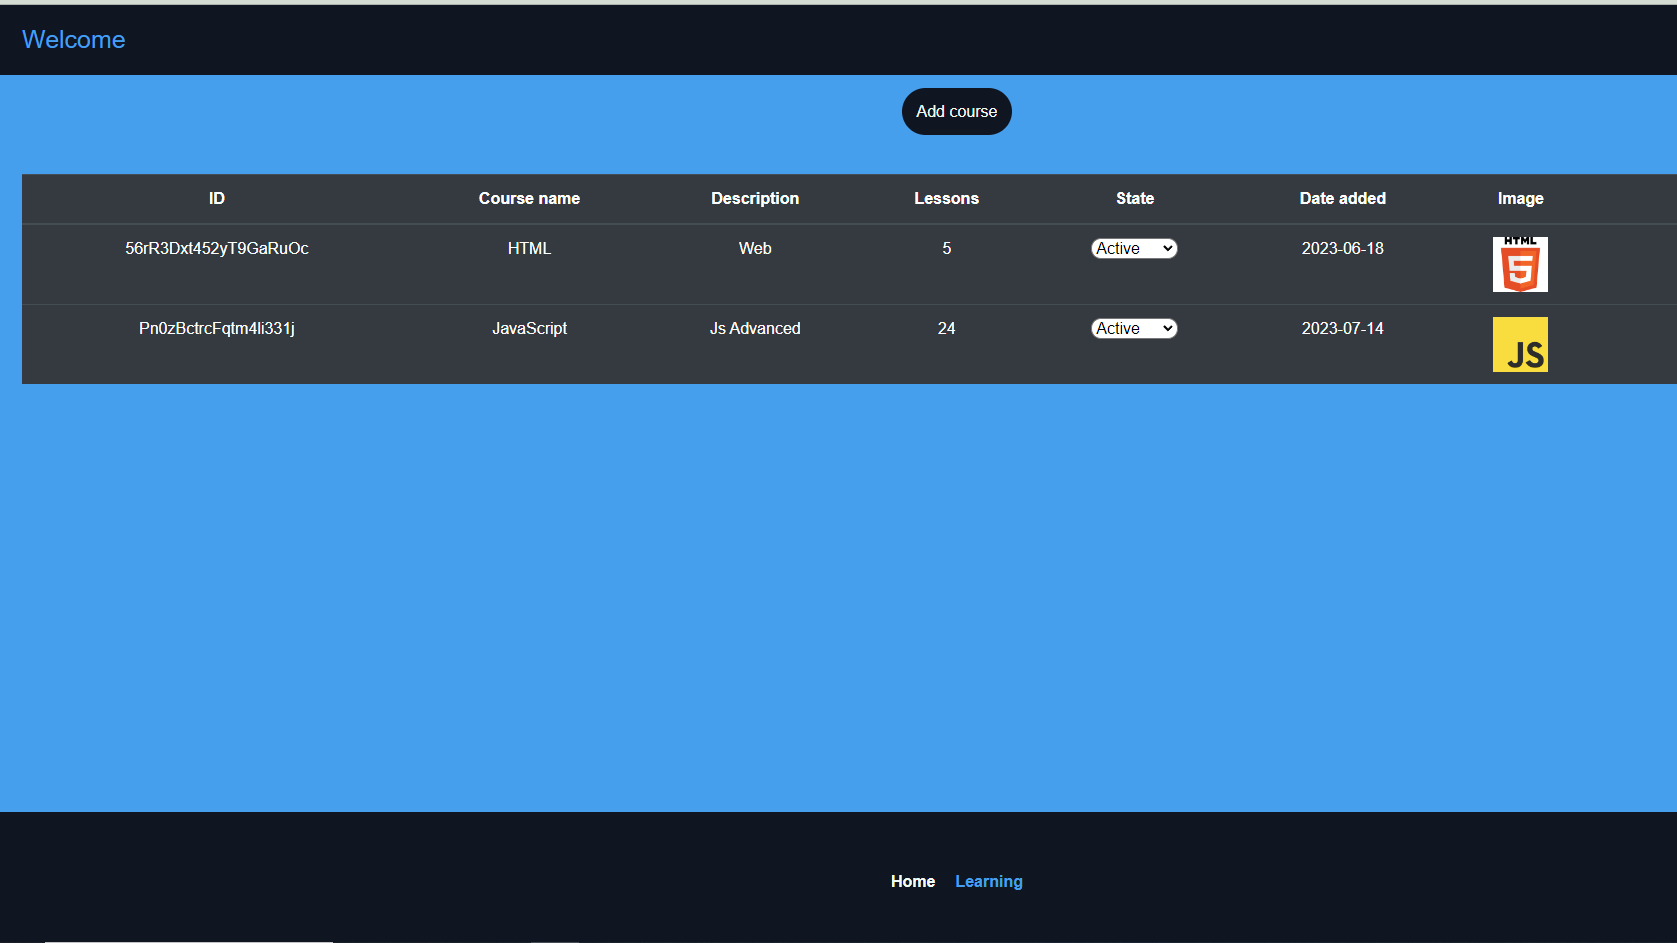 Welcome
Add course
ID Course name Description Lessons State Date added Image
56rR3Dxt452yT9GaRuOc HTML Web 5 Active 2023-06-18 HTML 5
Pn0zBctrcFqtm4li331j JavaScript Js Advanced 24 Active 2023-07-14 JS
Home Learning